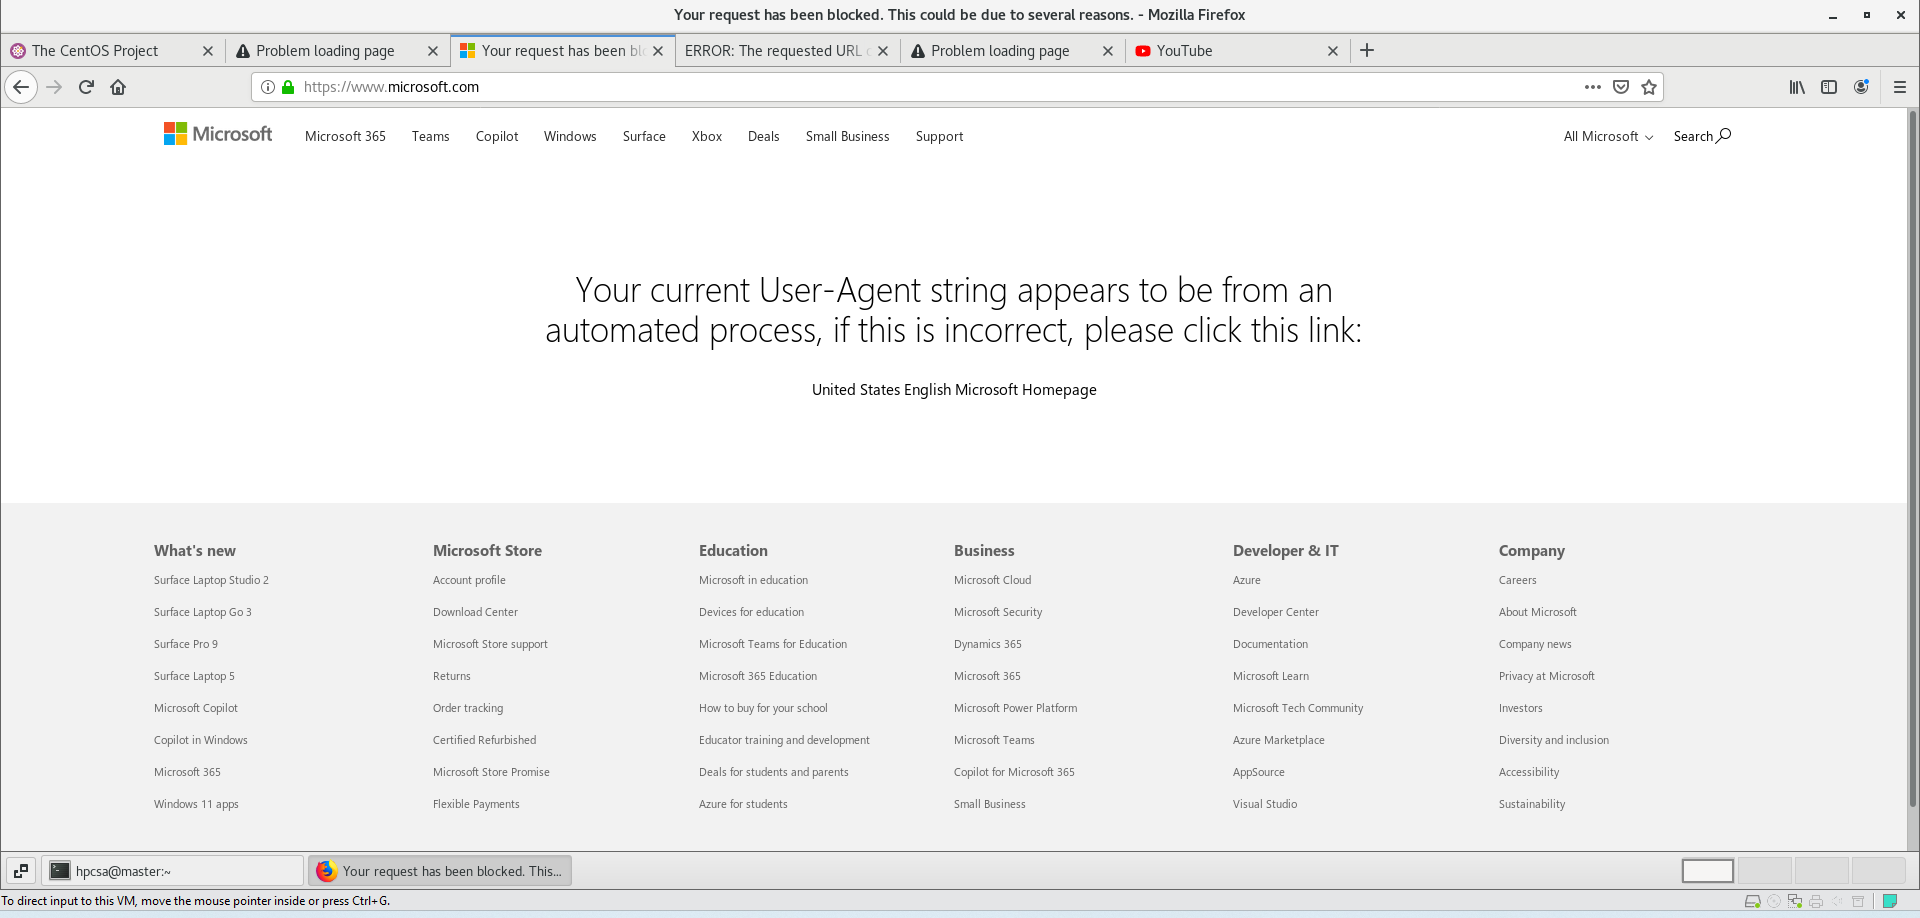 Your request has been blocked. This could be due to several reasons. - Mozilla Firefox
The CentOS Project
Problem loading page
Your request has been blo
ERROR: The requested URL
Problem loading page
YouTube
https://www.microsoft.com
Microsoft
Microsoft 365 Teams Copilot Windows Surface Xbox Deals Small Business Support
All Microsoft Search
Your current User-Agent string appears to be from an
automated process, if this is incorrect, please click this link:
United States English Microsoft Homepage
What's new
Surface Laptop Studio 2
Surface Laptop Go 3
Surface Pro 9
Surface Laptop 5
Microsoft Copilot
Copilot in Windows
Microsoft 365
Windows 11 apps
Microsoft Store
Account profile
Download Center
Microsoft Store support
Returns
Order tracking
Certified Refurbished
Microsoft Store Promise
Flexible Payments
Education
Microsoft in education
Devices for education
Microsoft Teams for Education
Microsoft 365 Education
How to buy for your school
Educator training and development
Deals for students and parents
Azure for students
Business
Microsoft Cloud
Microsoft Security
Dynamics 365
Microsoft 365
Microsoft Power Platform
Microsoft Teams
Copilot for Microsoft 365
Small Business
Developer & IT
Azure
Developer Center
Documentation
Microsoft Learn
Microsoft Tech Community
Azure Marketplace
AppSource
Visual Studio
Company
Careers
About Microsoft
Company news
Privacy at Microsoft
Investors
Diversity and inclusion
Accessibility
Sustainability
hpcsa@master:~
Your request has been blocked. This...
To direct input to this VM, move the mouse pointer inside or press Ctrl+G.